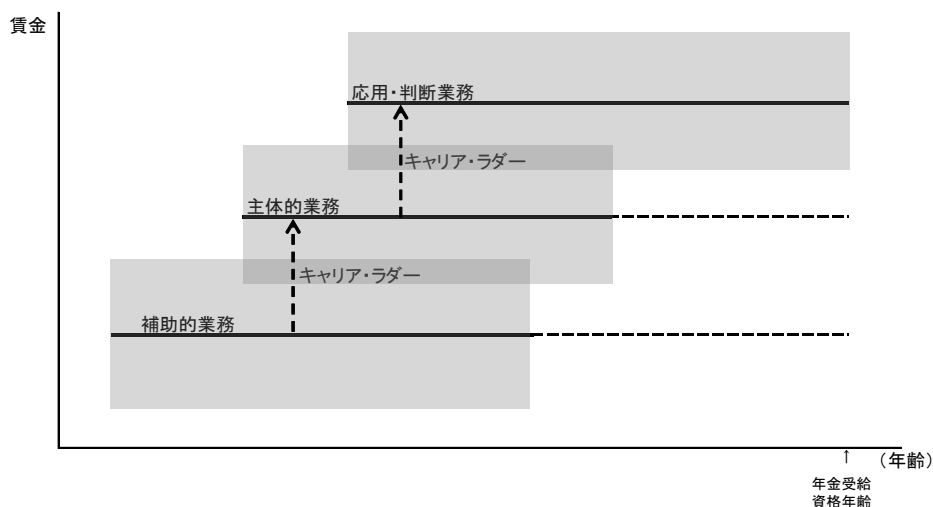 賃金
応用・判断業務
キャリア・ラダー
主体的業務
キャリア・ラダー
補助的業務
↑
（年齢）
年金受給
資格年齢